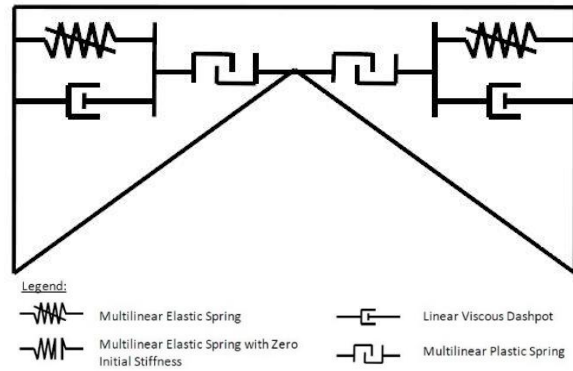 Legend:
Multilinear Elastic Spring
Linear Viscous Dashpot
Multilinear Elastic Spring with Zero
Initial Stiffness
Multilinear Plastic Spring